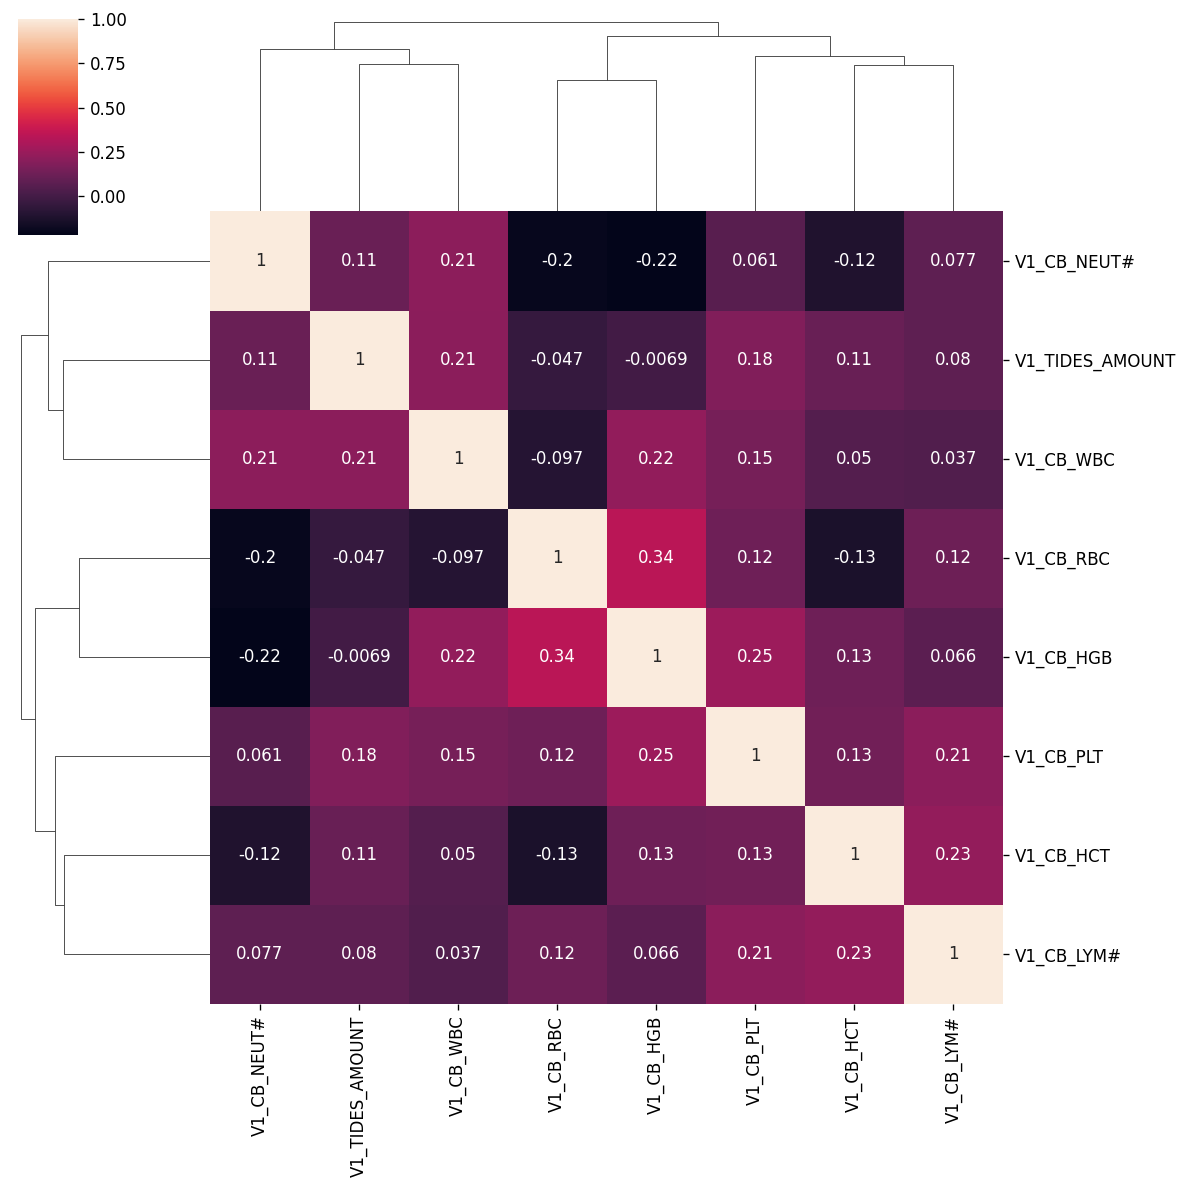 1.00
0.75
0.50
0.25
0.00
1 0.11 0.21 -0.2 -0.22 0.061 -0.12 0.077 V1_CB_NEUT#
0.11 1 0.21 -0.047 -0.0069 0.18 0.11 0.08 V1_TIDES_AMOUNT
0.21 0.21 1 -0.097 0.22 0.15 0.05 0.037 V1_CB_WBC
-0.2 -0.047 -0.097 1 0.34 0.12 -0.13 0.12 V1_CB_RBC
-0.22 -0.0069 0.22 0.34 1 0.25 0.13 0.066 V1_CB_HGB
0.061 0.18 0.15 0.12 0.25 1 0.13 0.21 V1_CB_PLT
-0.12 0.11 0.05 -0.13 0.13 0.13 1 0.23 V1_CB_HCT
0.077 0.08 0.037 0.12 0.066 0.21 0.23 1 V1_CB_LYM#
V1_CB_NEUT#
V1_TIDES_AMOUNT
V1_CB_WBC
V1_CB_RBC
V1_CB_HGB
V1_CB_PLT
V1_CB_HCT
V1_CB_LYM#